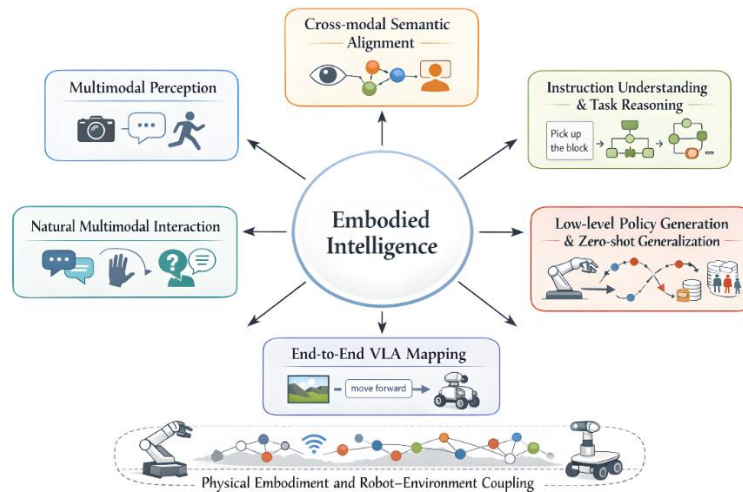 Cross-modal Semantic
Alignment
Multimodal Perception
Instruction Understanding
& Task Reasoning
Pick up
the block
Embodied
Intelligence
Natural Multimodal Interaction
?
Low-level Policy Generation
& Zero-shot Generalization
End-to-End VLA Mapping
move forward
Physical Embodiment and Robot–Environment Coupling